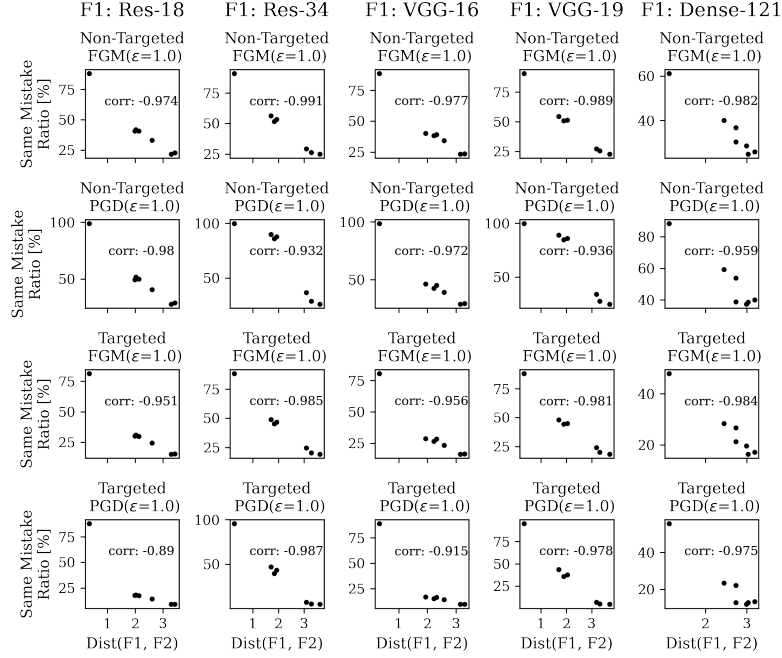 F1: Res-18 F1: Res-34 F1: VGG-16 F1: VGG-19 F1: Dense-121
Non-Targeted Non-Targeted Non-Targeted Non-Targeted Non-Targeted
FGM(ε=1.0) FGM(ε=1.0) FGM(ε=1.0) FGM(ε=1.0) FGM(ε=1.0)
Same Mistake
Ratio [%]
75 50 25
corr: -0.974
75 50 25
corr: -0.991
75 50 25
corr: -0.977
75 50 25
corr: -0.989
60 40
corr: -0.982
Non-Targeted Non-Targeted Non-Targeted Non-Targeted Non-Targeted
PGD(ε=1.0) PGD(ε=1.0) PGD(ε=1.0) PGD(ε=1.0) PGD(ε=1.0)
Same Mistake
Ratio [%]
100 50
corr: -0.98
100 50
corr: -0.932
100 50
corr: -0.972
100 50
corr: -0.936
80 60 40
corr: -0.959
Targeted Targeted Targeted Targeted Targeted
FGM(ε=1.0) FGM(ε=1.0) FGM(ε=1.0) FGM(ε=1.0) FGM(ε=1.0)
Same Mistake
Ratio [%]
75 50 25
corr: -0.951
75 50 25
corr: -0.985
75 50 25
corr: -0.956
75 50 25
corr: -0.981
40 20
corr: -0.984
Targeted Targeted Targeted Targeted Targeted
PGD(ε=1.0) PGD(ε=1.0) PGD(ε=1.0) PGD(ε=1.0) PGD(ε=1.0)
Same Mistake
Ratio [%]
75 50 25
corr: -0.89
100 50
corr: -0.987
75 50 25
corr: -0.915
75 50 25
corr: -0.978
40 20
corr: -0.975
1 2 3 1 2 3 1 2 3 1 2 3 2 3
Dist(F1, F2) Dist(F1, F2) Dist(F1, F2) Dist(F1, F2) Dist(F1, F2)